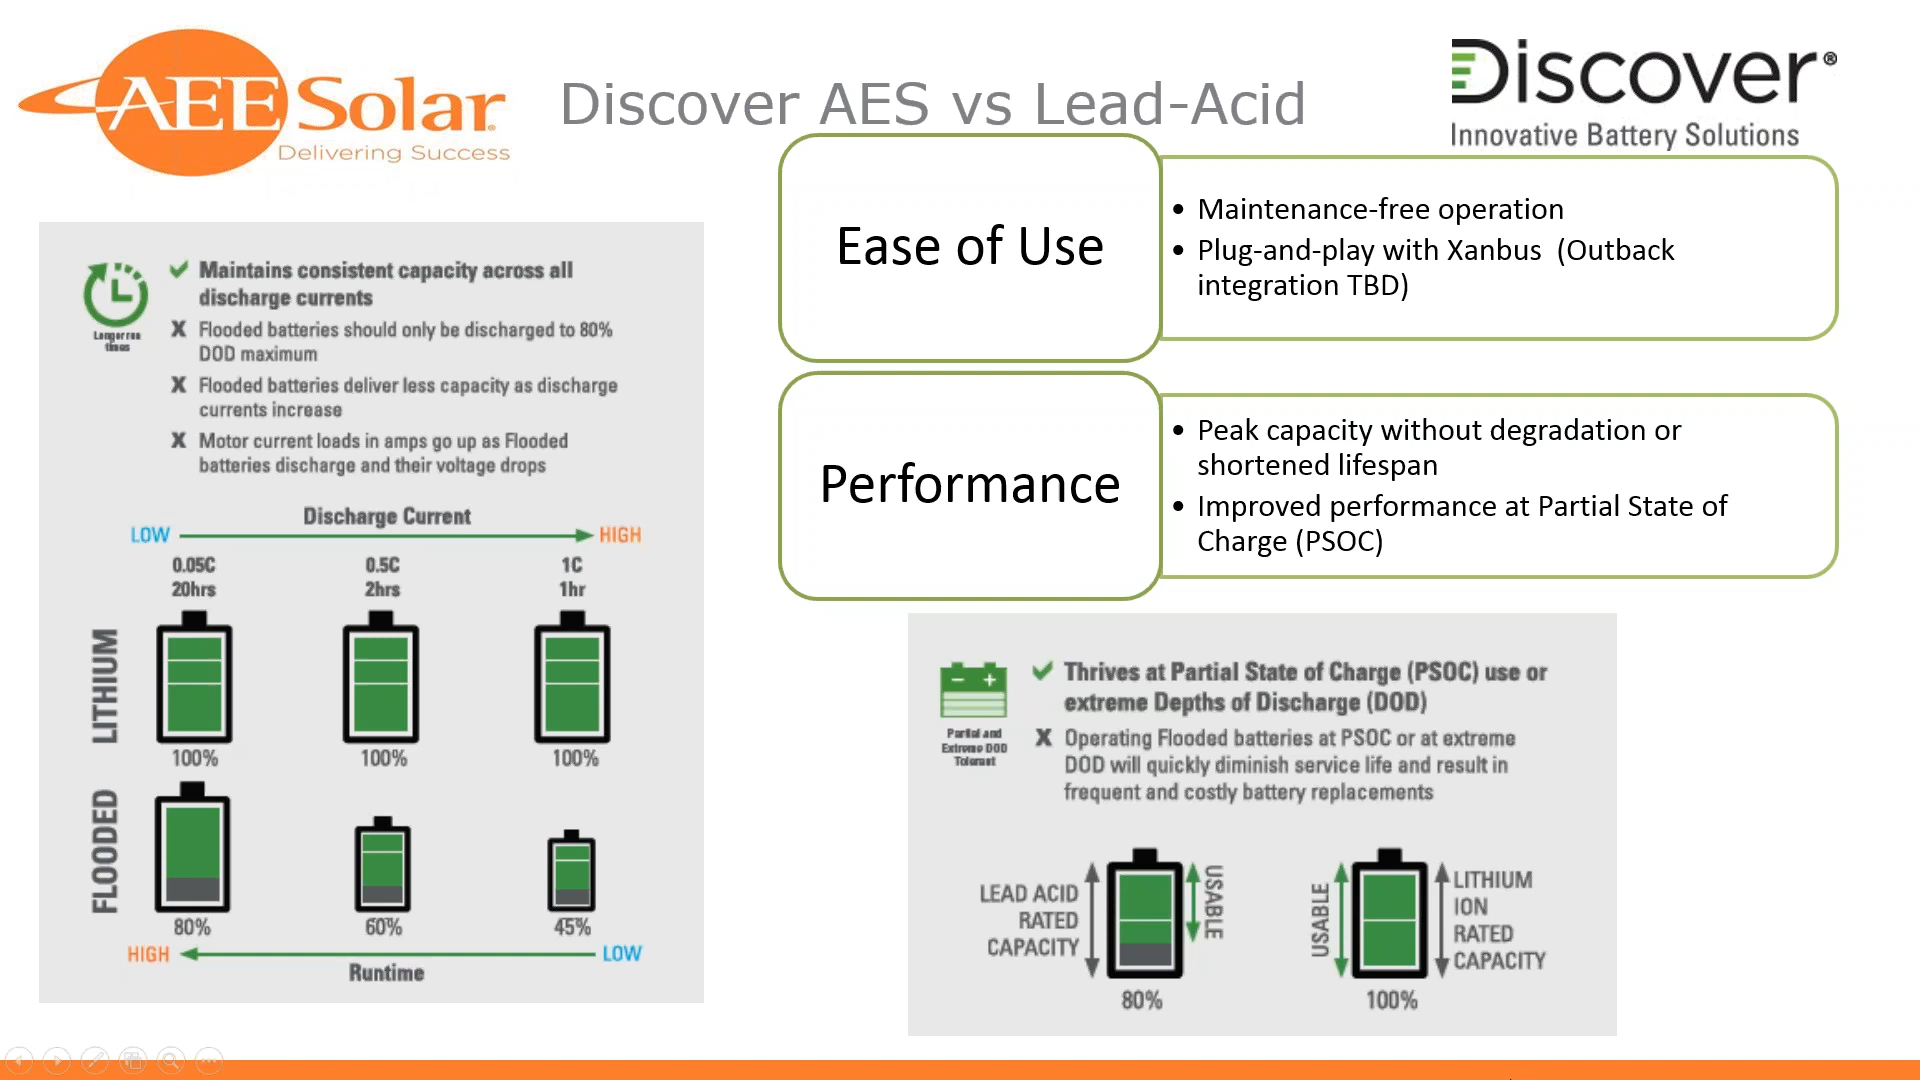 AEE Solar
Delivering Success
Discover AES vs Lead-Acid
Discover®
Innovative Battery Solutions
Ease of Use
• Maintenance-free operation
• Plug-and-play with Xanbus (Outback
integration TBD)
Performance
• Peak capacity without degradation or
shortened lifespan
• Improved performance at Partial State of
Charge (PSOC)
Longer run
times
Maintains consistent capacity across all
discharge currents
X Flooded batteries should only be discharged to 80%
DOD maximum
X Flooded batteries deliver less capacity as discharge
currents increase
X Motor current loads in amps go up as Flooded
batteries discharge and their voltage drops
Discharge Current
LOW HIGH
0.05C 0.5C 1C
20hrs 2hrs 1hr
LITHIUM
100% 100% 100%
FLOODED
80% 60% 45%
HIGH LOW
Runtime
Partial and
Extreme DOD
Tolerant
Thrives at Partial State of Charge (PSOC) use or
extreme Depths of Discharge (DOD)
X Operating Flooded batteries at PSOC or at extreme
DOD will quickly diminish service life and result in
frequent and costly battery replacements
LEAD ACID
RATED
CAPACITY
USABLE
80%
USABLE
LITHIUM
ION
RATED
CAPACITY
100%